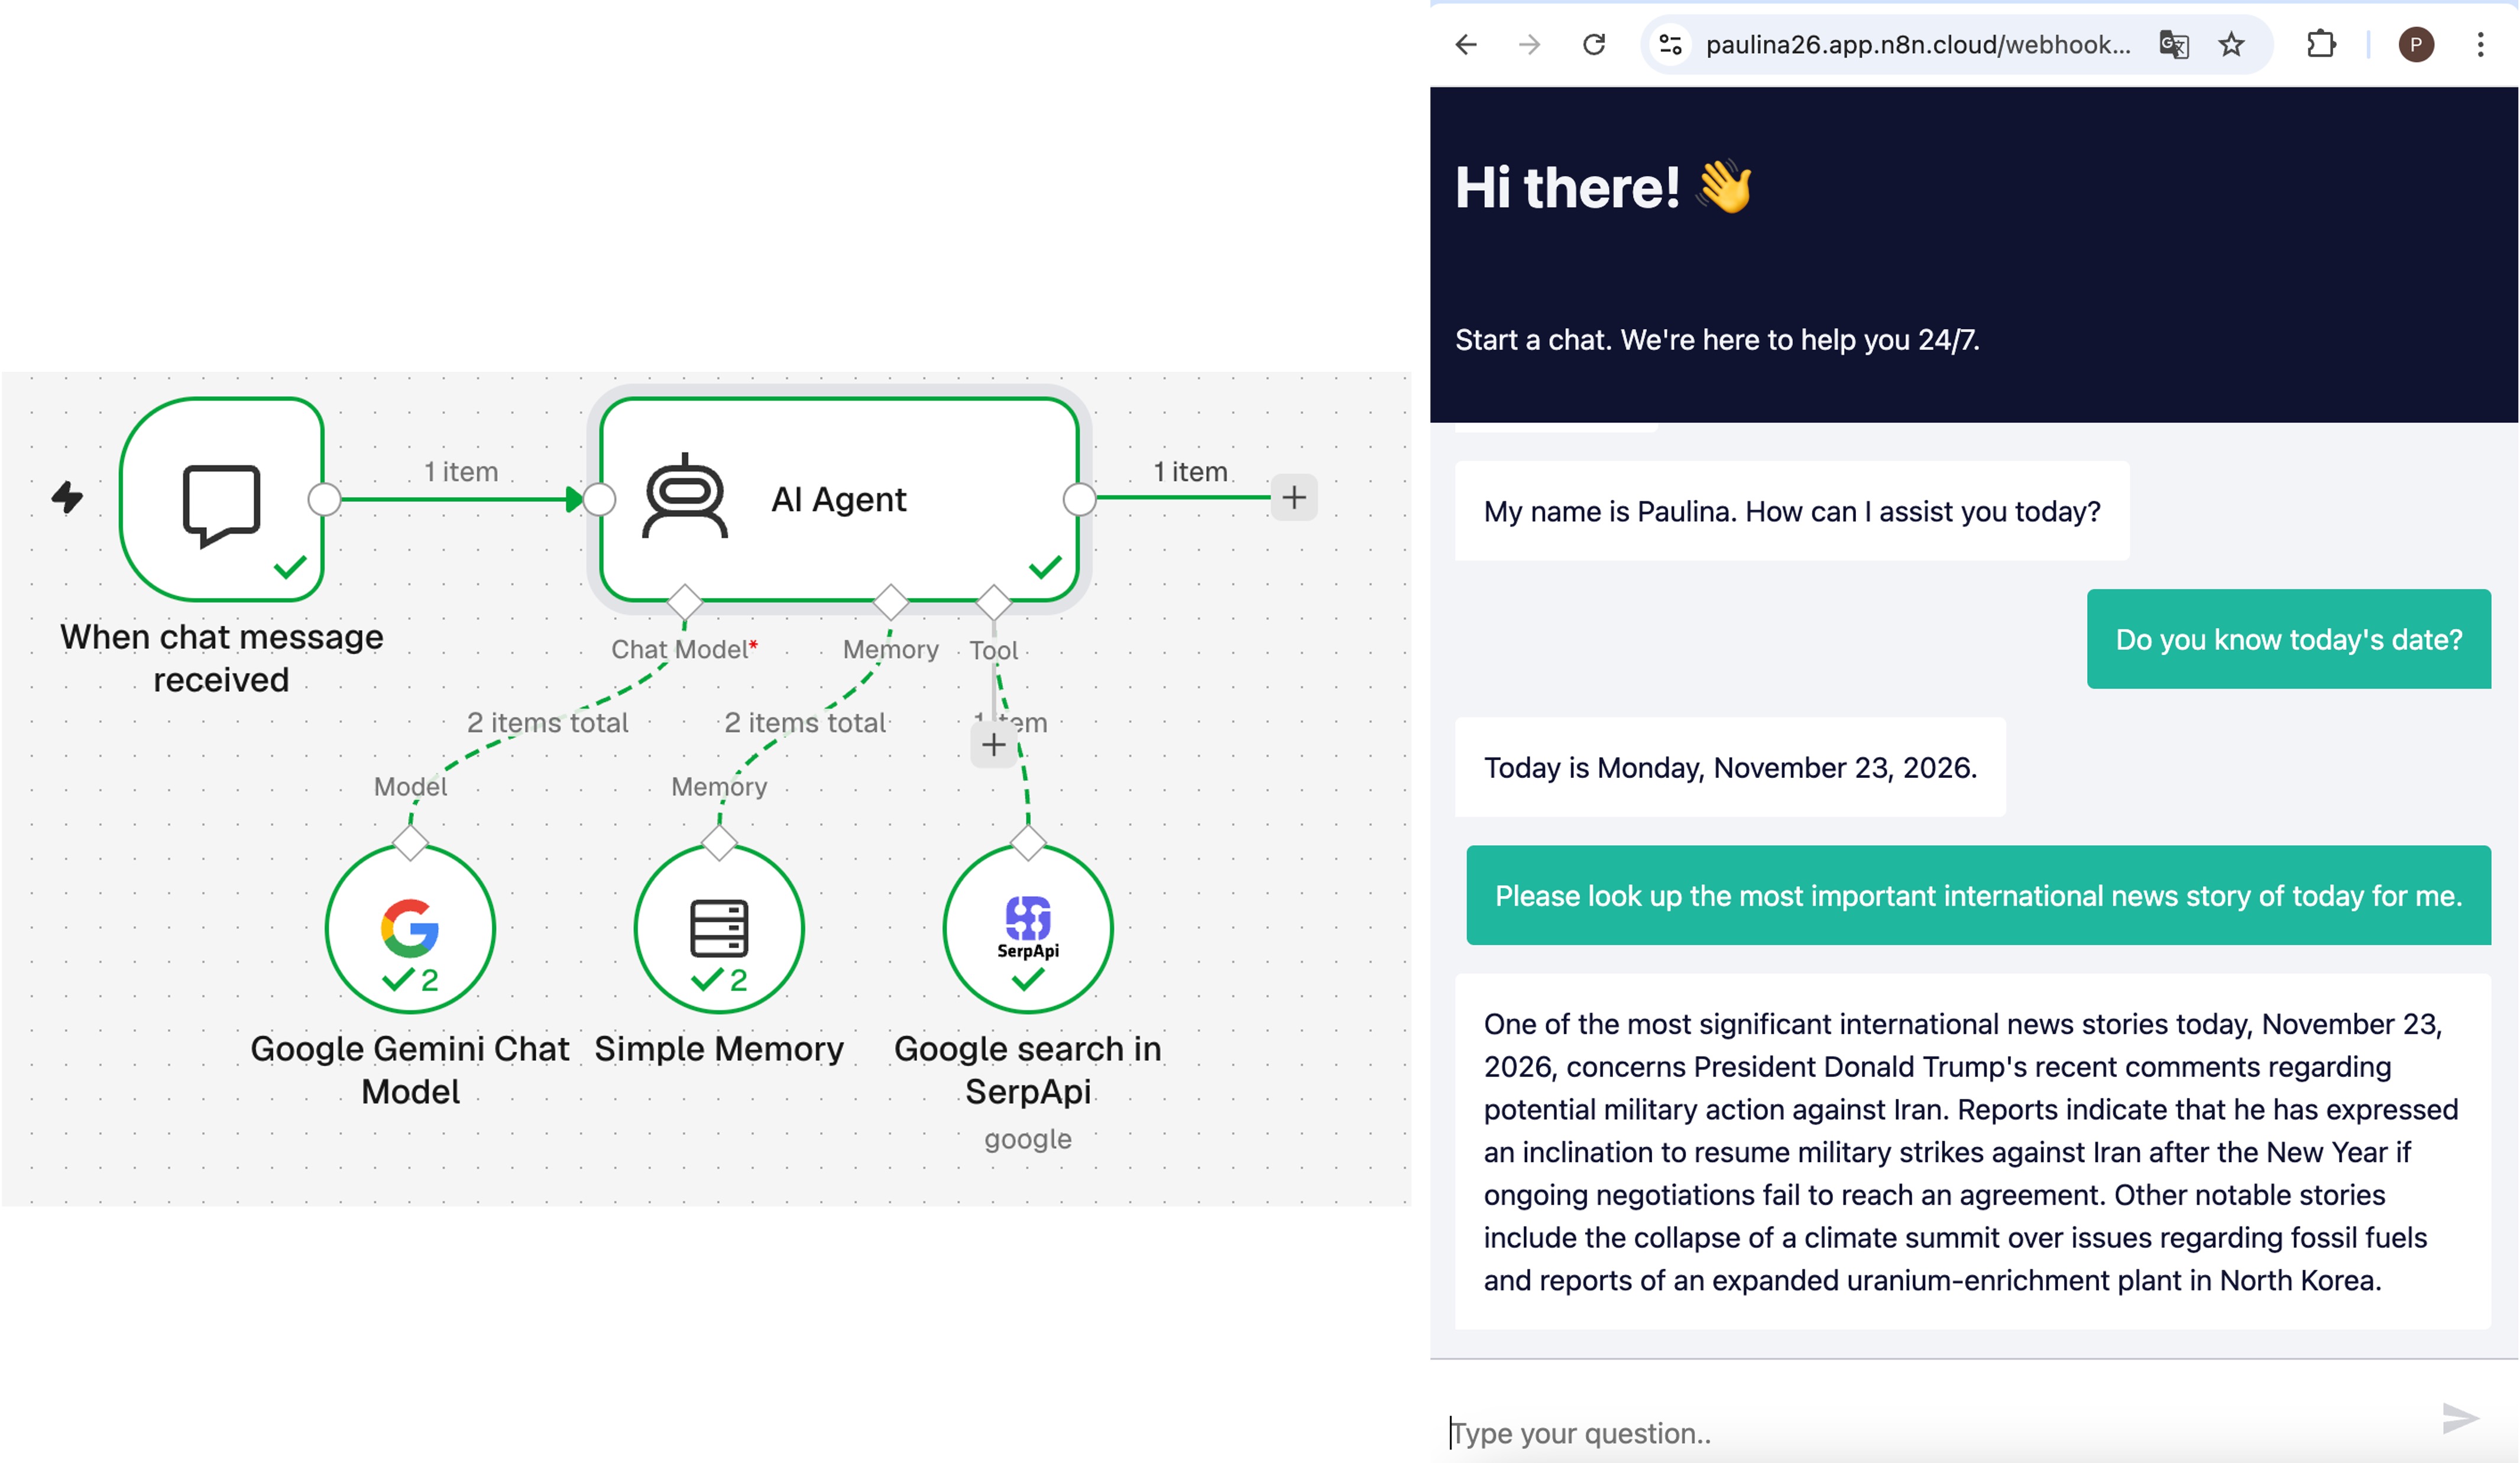 1 item
AI Agent
1 item
When chat message
received
Chat Model*
Memory
Tool
2 items total
2 items total
1 item
Model
Memory
2
2
SerpApi
Google Gemini Chat
Model
Simple Memory
Google search in
SerpApi
google
paulina26.app.n8n.cloud/webhook...
P
Hi there! 👋
Start a chat. We're here to help you 24/7.
My name is Paulina. How can I assist you today?
Do you know today's date?
Today is Monday, November 23, 2026.
Please look up the most important international news story of today for me.
One of the most significant international news stories today, November 23,
2026, concerns President Donald Trump's recent comments regarding
potential military action against Iran. Reports indicate that he has expressed
an inclination to resume military strikes against Iran after the New Year if
ongoing negotiations fail to reach an agreement. Other notable stories
include the collapse of a climate summit over issues regarding fossil fuels
and reports of an expanded uranium-enrichment plant in North Korea.
Type your question..